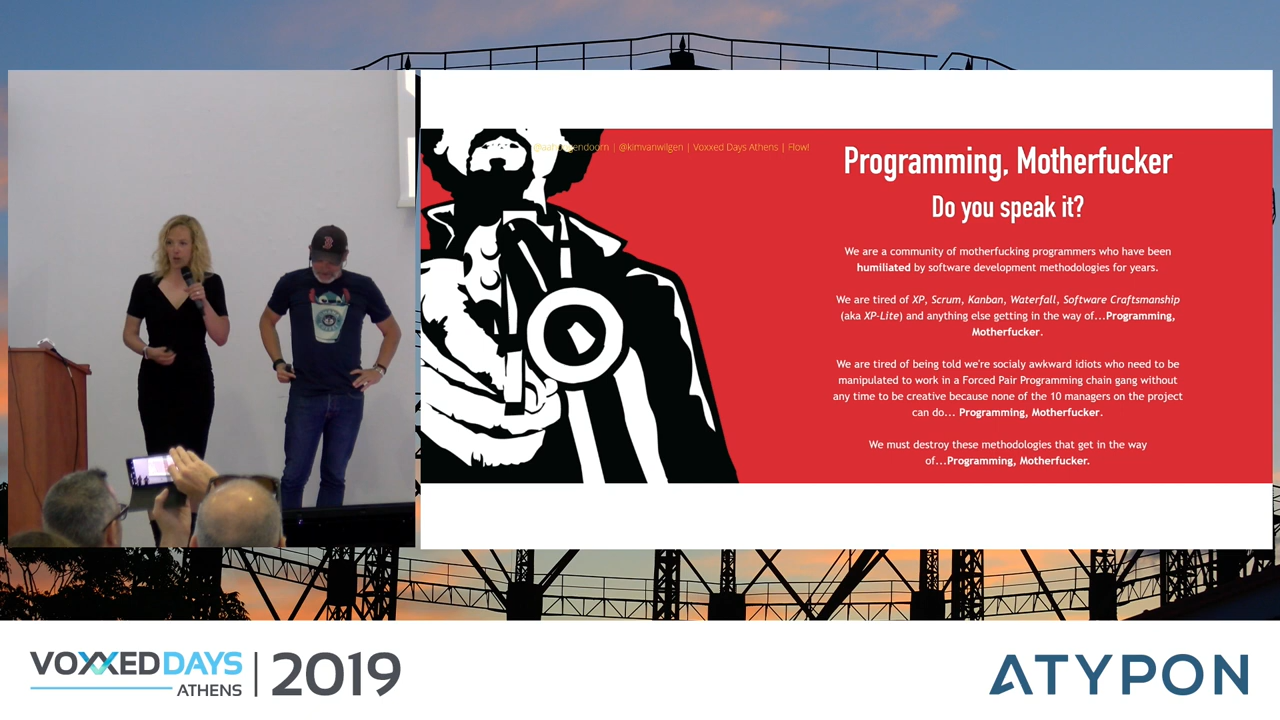 @kimvanwilgen | Voxxed Days Athens | Flow!
Programming, Motherfucker
Do you speak it?
We are a community of motherfucking programmers who have been
humiliated by software development methodologies for years.
We are tired of XP, Scrum, Kanban, Waterfall, Software Craftsmanship
(aka XP-Lite) and anything else getting in the way of...Programming,
Motherfucker.
We are tired of being told we're socialy awkward idiots who need to be
manipulated to work in a Forced Pair Programming chain gang without
any time to be creative because none of the 10 managers on the project
can do... Programming, Motherfucker.
We must destroy these methodologies that get in the way
of...Programming, Motherfucker.
B
VOXXED DAYS
ATHENS
2019
ATYPON